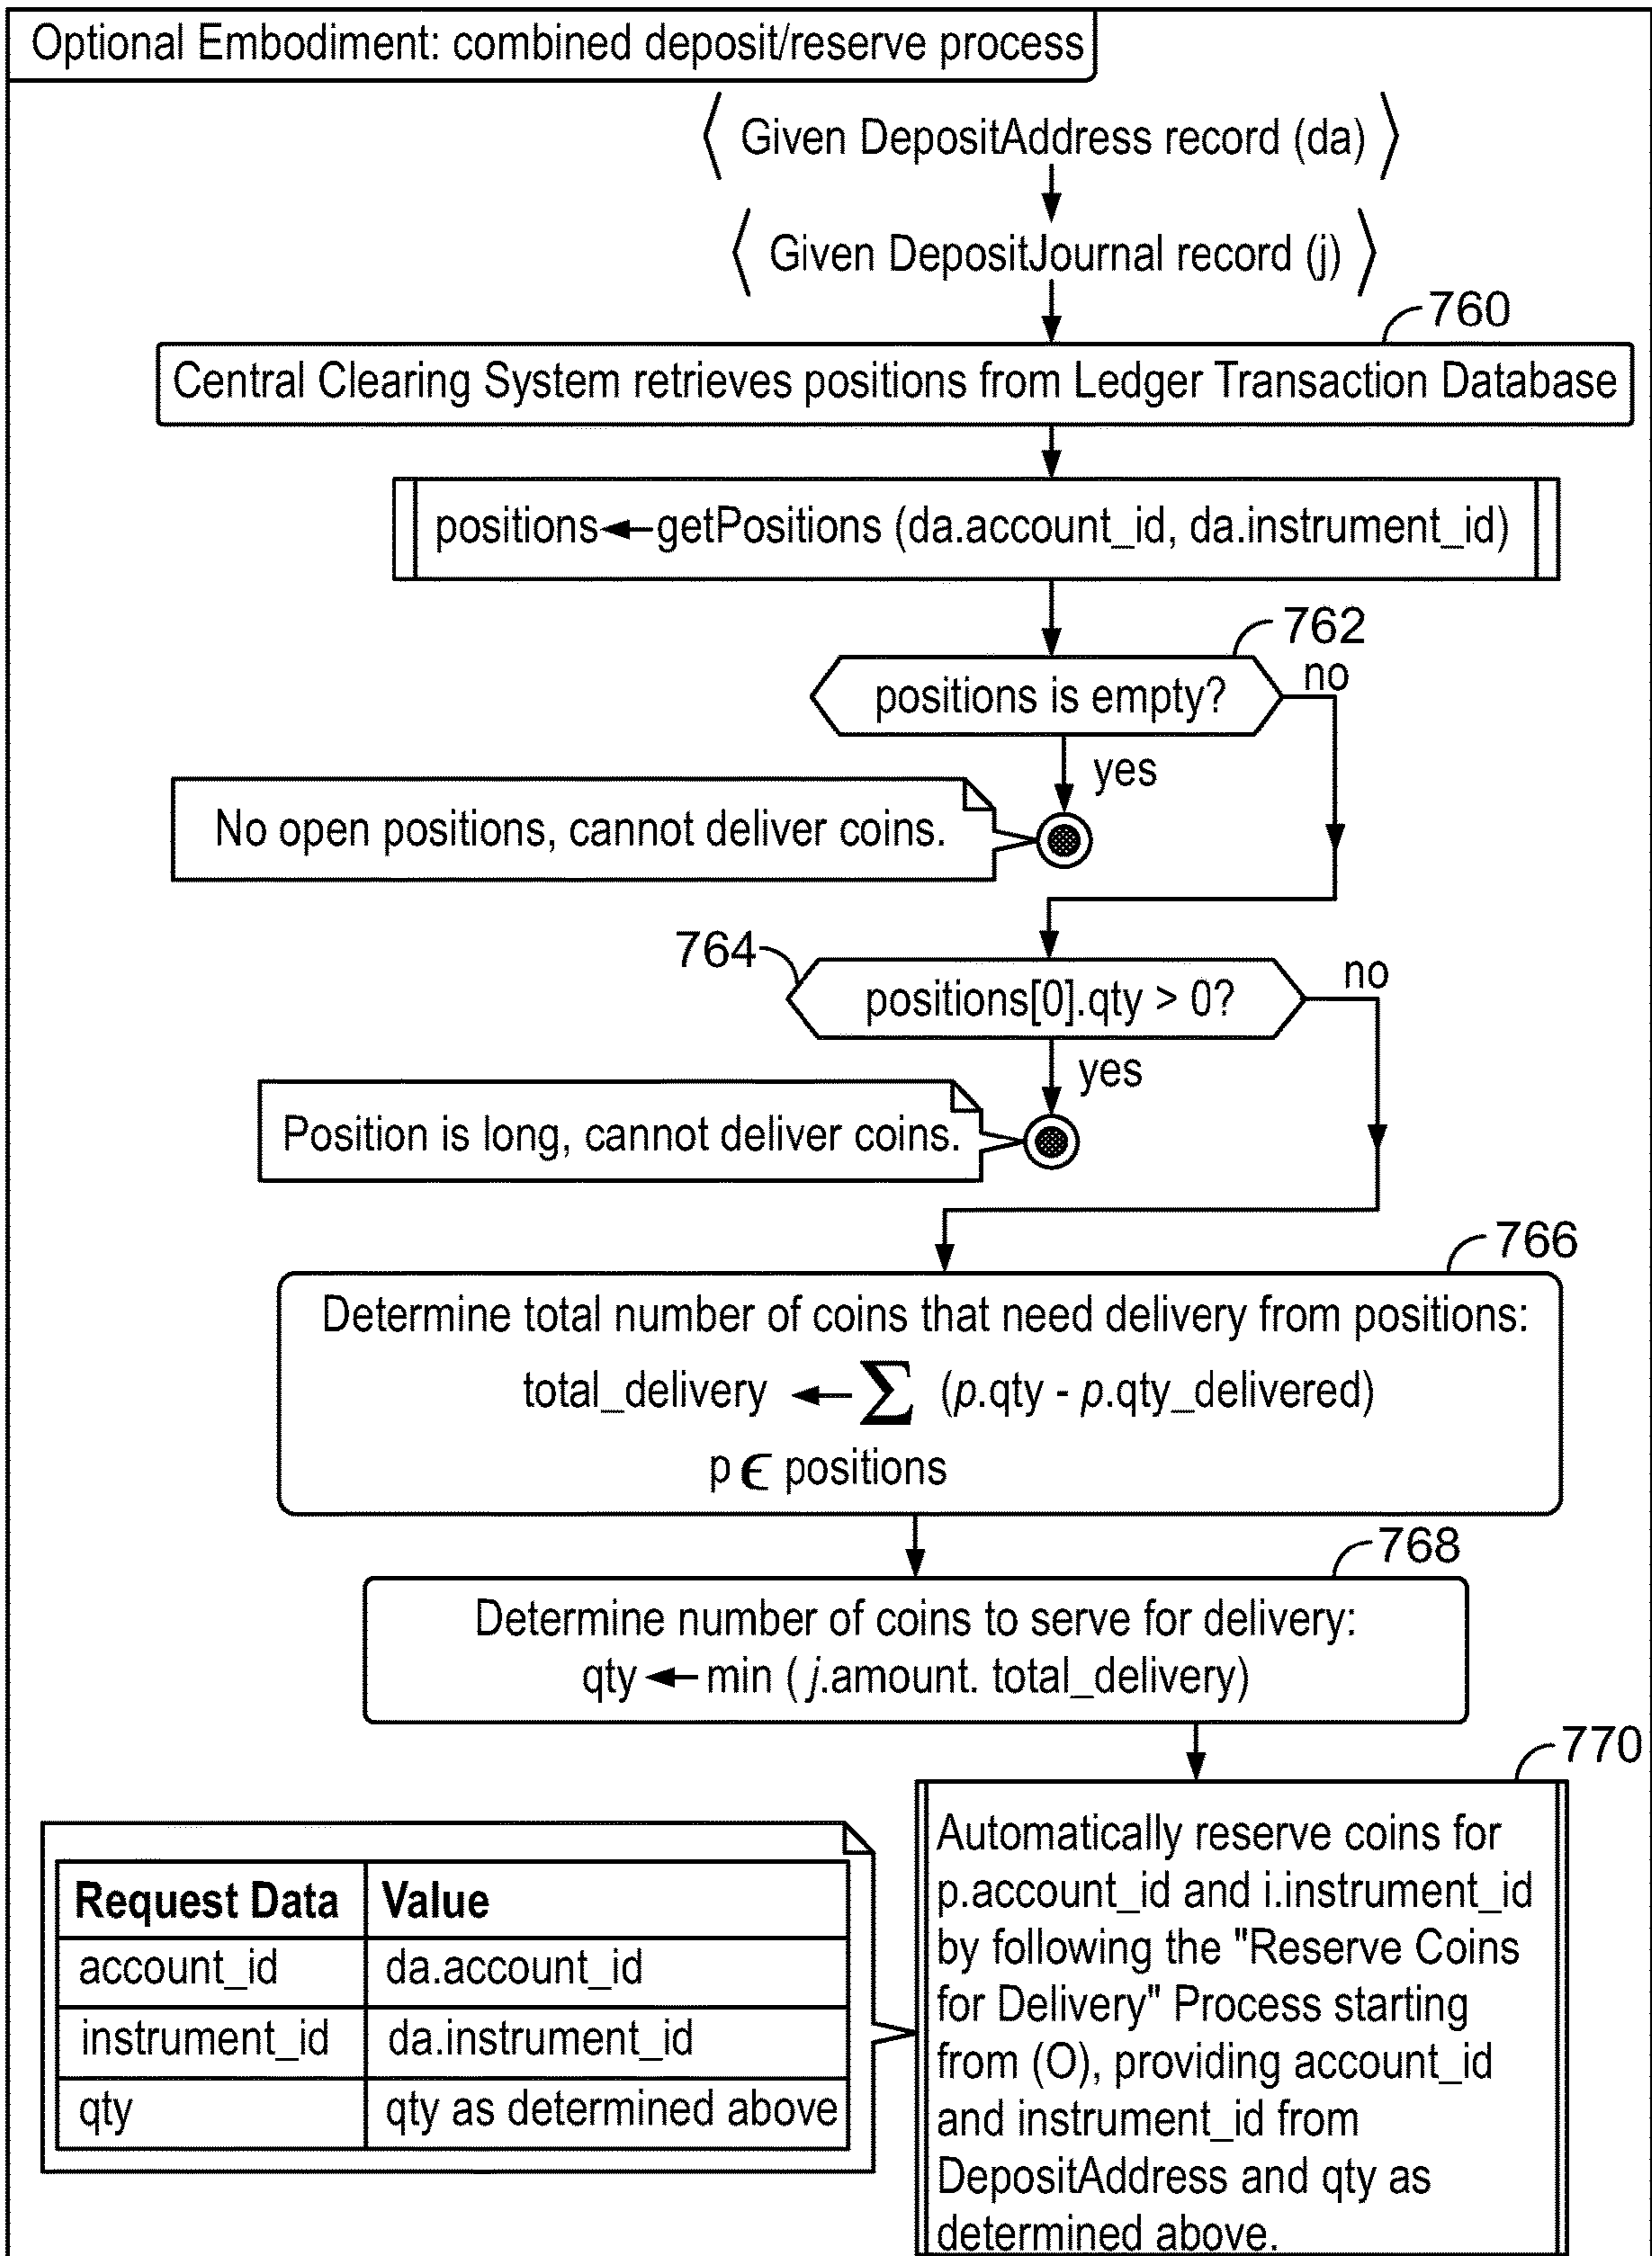 Optional Embodiment: combined deposit/reserve process
Given DepositAddress record (da)
Given DepositJournal record (j)
760
Central Clearing System retrieves positions from Ledger Transaction Database
positions←getPositions (da.account_id, da.instrument_id)
762
positions is empty?
no
yes
No open positions, cannot deliver coins.
764
positions[0].qty > 0?
no
yes
Position is long, cannot deliver coins.
766
Determine total number of coins that need delivery from positions:
total_delivery ← ∑ (p.qty - p.qty_delivered)
p ϵ positions
768
Determine number of coins to serve for delivery:
qty ← min ( j.amount. total_delivery)
770
Automatically reserve coins for
p.account_id and i.instrument_id
by following the "Reserve Coins
for Delivery" Process starting
from (O), providing account_id
and instrument_id from
DepositAddress and qty as
determined above.
Request Data Value
account_id da.account_id
instrument_id da.instrument_id
qty qty as determined above